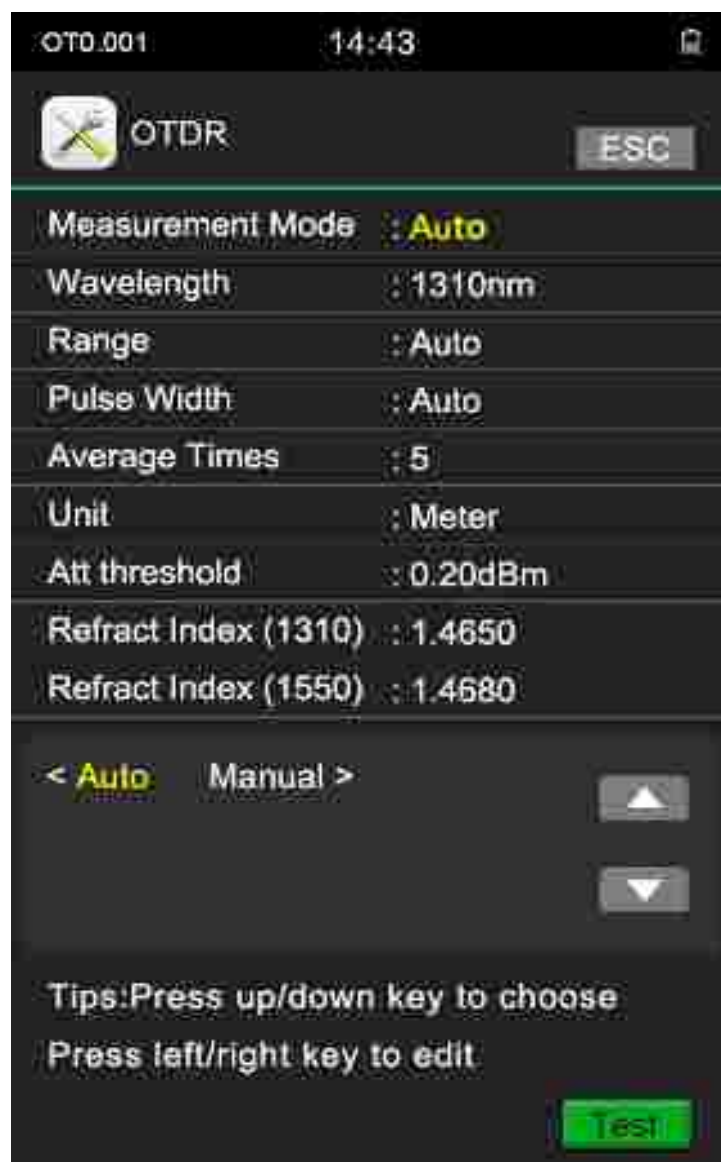 OT0.001 14:43
OTDR ESC
Measurement Mode : Auto
Wavelength : 1310nm
Range : Auto
Pulse Width : Auto
Average Times : 5
Unit : Meter
Att threshold : 0.20dBm
Refract Index (1310) : 1.4650
Refract Index (1550) : 1.4680
< Auto Manual >
Tips:Press up/down key to choose
Press left/right key to edit
Test